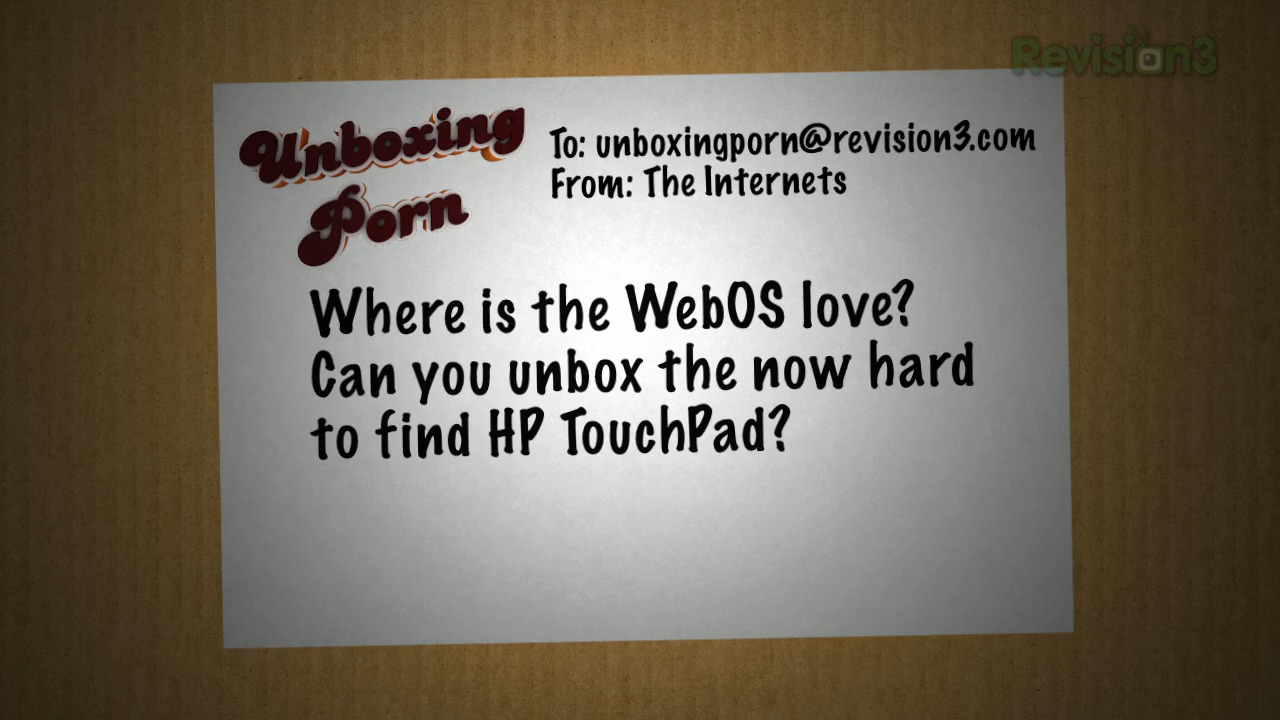 Revision3
Unboxing
Porn
To: unboxingporn@revision3.com
From: The Internets
Where is the WebOS love?
Can you unbox the now hard
to find HP TouchPad?